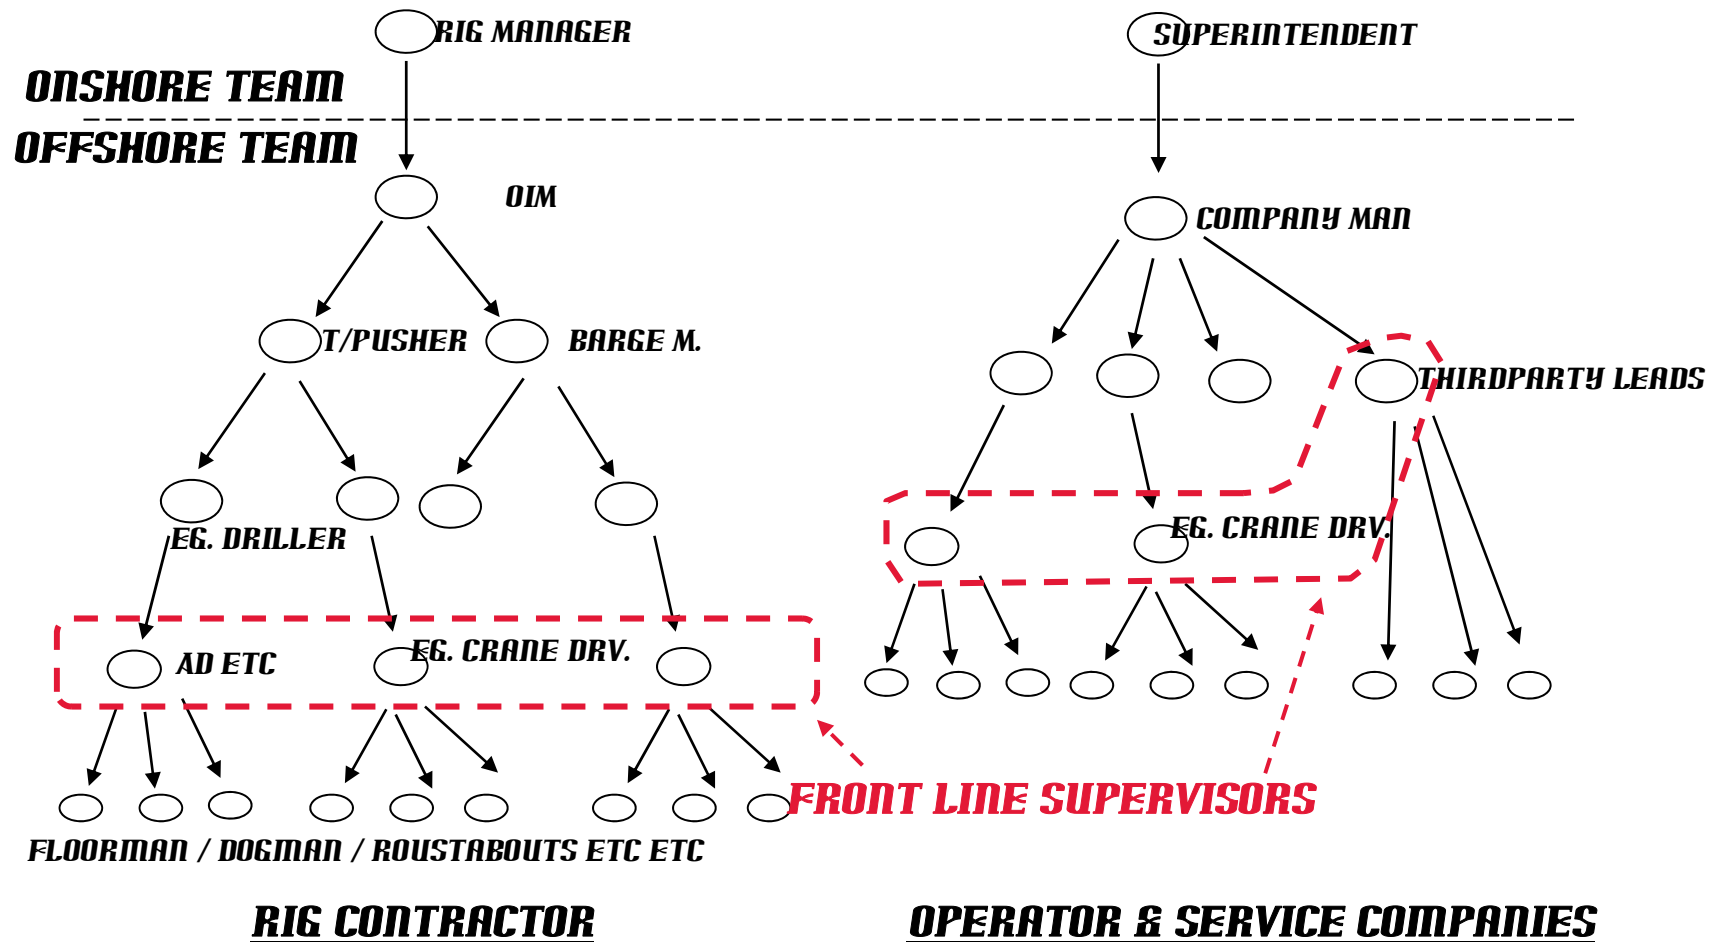 RIG MANAGER
SUPERINTENDENT
ONSHORE TEAM
OFFSHORE TEAM
OIM
COMPANY MAN
T/PUSHER
BARGE M.
THIRDPARTY LEADS
EG. DRILLER
EG. CRANE DRV.
AD ETC
EG. CRANE DRV.
FRONT LINE SUPERVISORS
FLOORMAN / DOGMAN / ROUSTABOUTS ETC ETC
RIG CONTRACTOR
OPERATOR & SERVICE COMPANIES